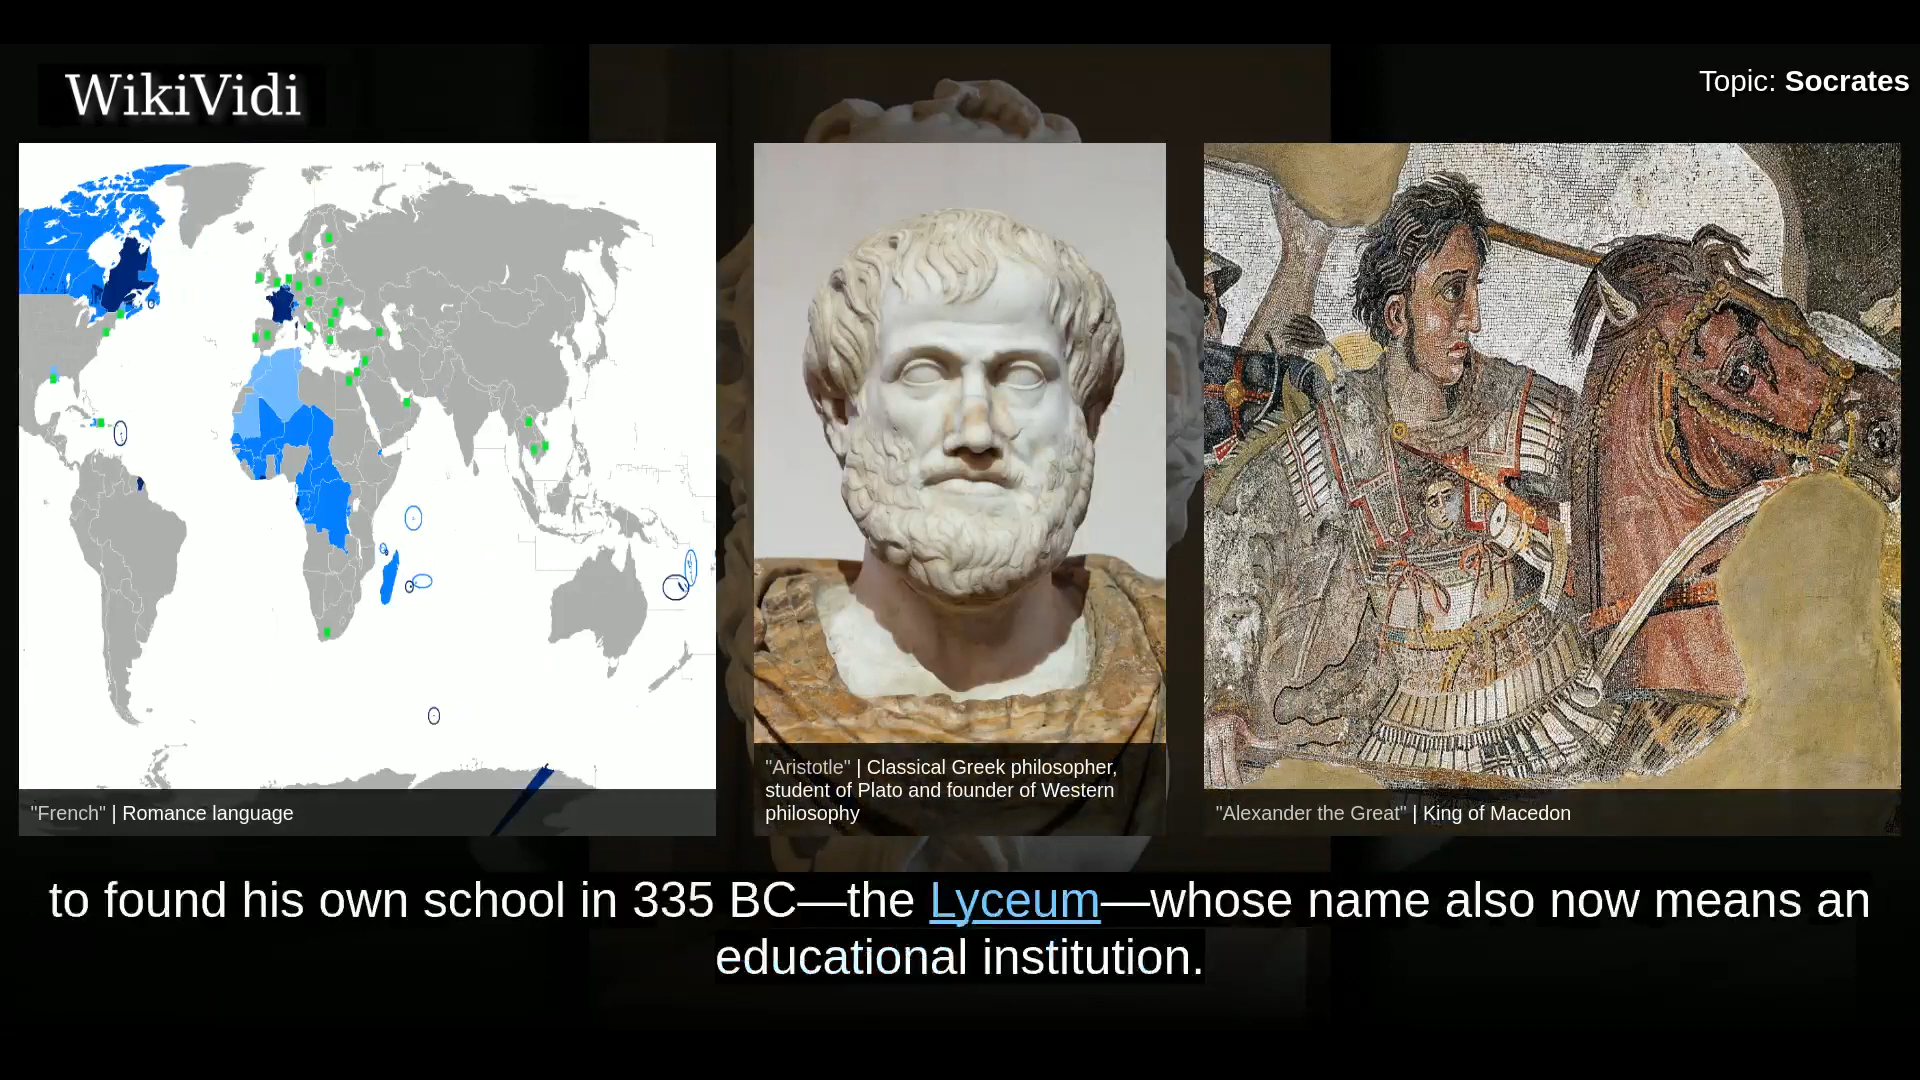 WikiVidi
Topic: Socrates
"French" | Romance language
"Aristotle" | Classical Greek philosopher,
student of Plato and founder of Western
philosophy
"Alexander the Great" | King of Macedon
to found his own school in 335 BC—the Lyceum—whose name also now means an
educational institution.